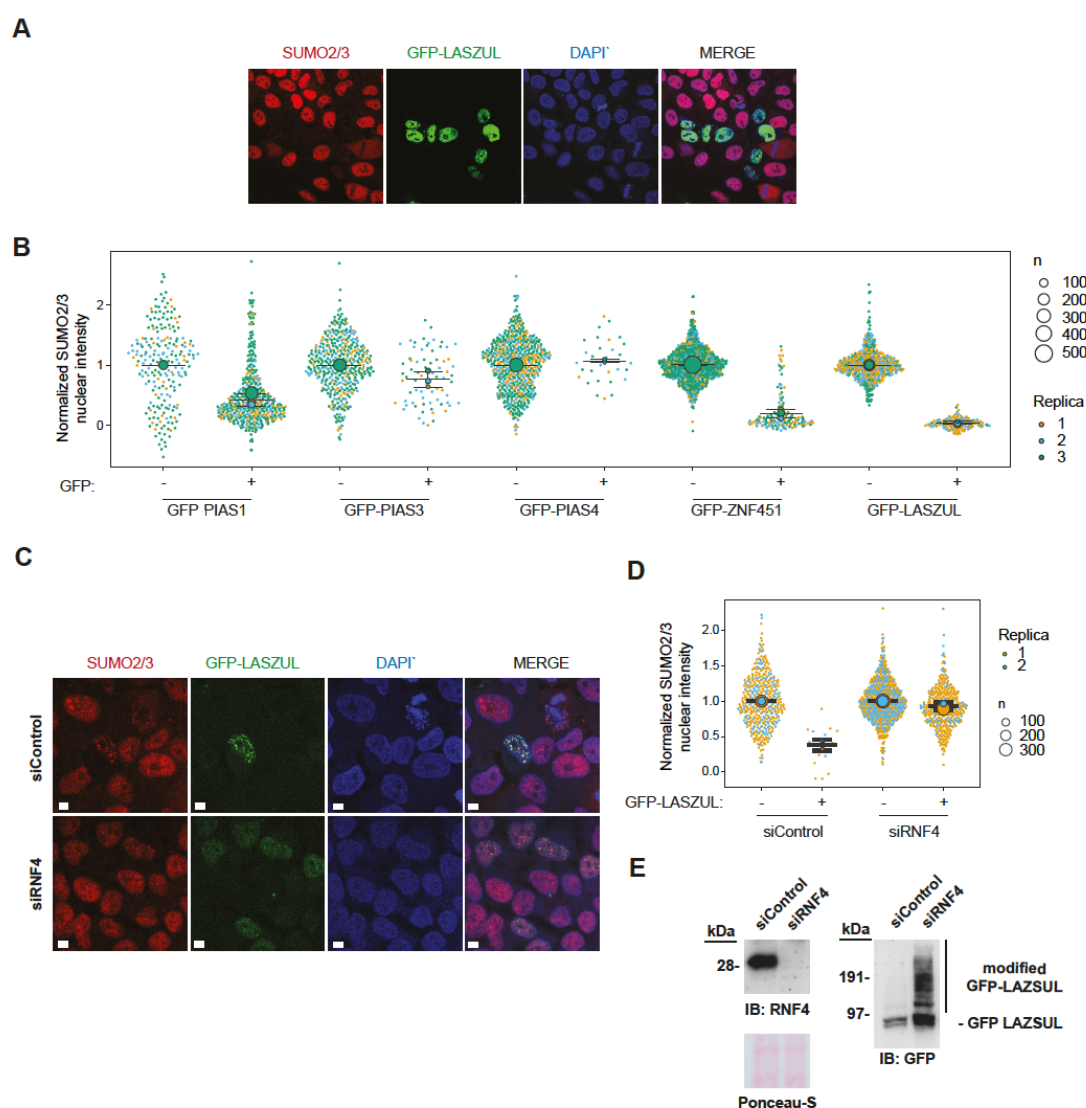 A
SUMO2/3 GFP-LASZUL DAPI` MERGE
B
Normalized SUMO2/3
nuclear intensity
2
1
0
GFP: - + - + - + - + - +
GFP PIAS1 GFP-PIAS3 GFP-PIAS4 GFP-ZNF451 GFP-LASZUL
n
100
200
300
400
500
Replica
1
2
3
C
SUMO2/3 GFP-LASZUL DAPI` MERGE
siControl
siRNF4
D
Normalized SUMO2/3
nuclear intensity
2.0
1.5
1.0
0.5
0.0
GFP-LASZUL: - + - +
siControl siRNF4
Replica
1
2
n
100
200
300
E
siControl
siRNF4
kDa
28-
IB: RNF4
Ponceau-S
siControl
siRNF4
kDa
191-
97-
modified
GFP-LAZSUL
- GFP LAZSUL
IB: GFP